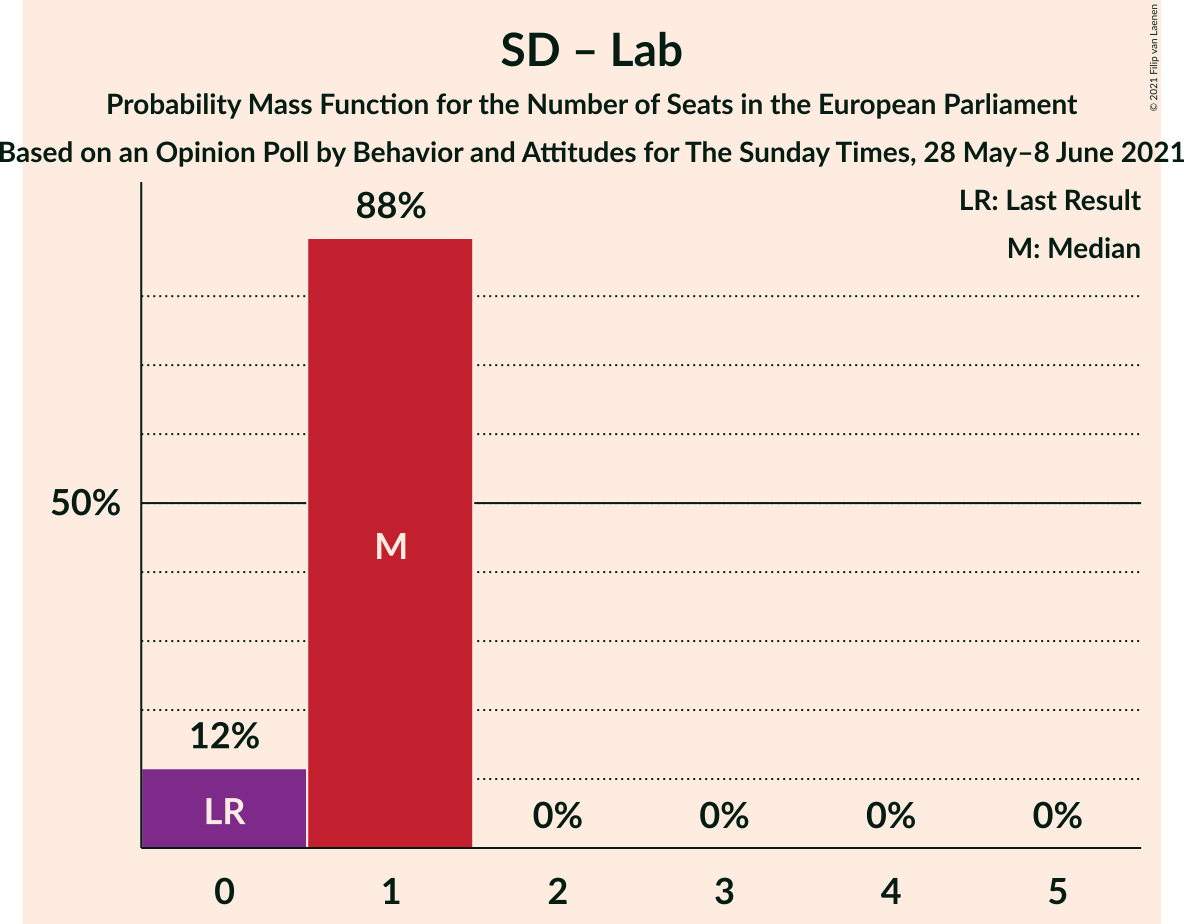 SD – Lab
Probability Mass Function for the Number of Seats in the European Parliament
Based on an Opinion Poll by Behavior and Attitudes for The Sunday Times, 28 May–8 June 2021
© 2021 Filip van Laenen
LR: Last Result
M: Median
88%
50%
M
12%
LR
0%
0%
0%
0%
0
1
2
3
4
5